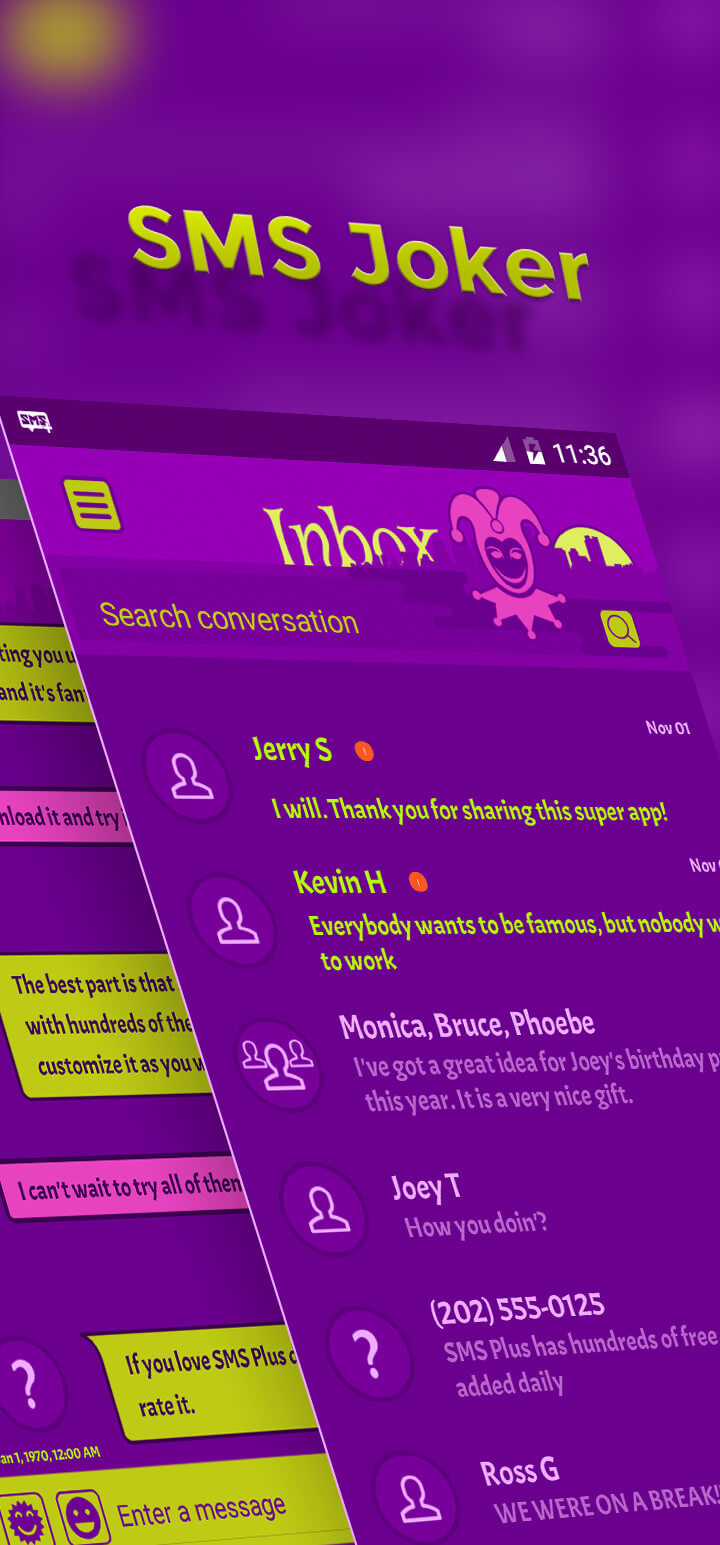 SMS Joker
SMS
11:36
Inbox
Search conversation
Nov 01
Jerry S
I will. Thank you for sharing this super app!
Nov
Kevin H
Everybody wants to be famous, but nobody
to work
Monica, Bruce, Phoebe
I've got a great idea for Joey's birthday
this year. It is a very nice gift.
Joey T
How you doin'?
(202) 555-0125
SMS Plus has hundreds of free
added daily
Ross G
WE WERE ON A BREAK!
ting you
and it's
nload it and try
The best part is that
with hundreds of
customize it as you
I can't wait to try all of
If you love SMS Plus
rate it.
an 1, 1970, 12:00 AM
Enter a message